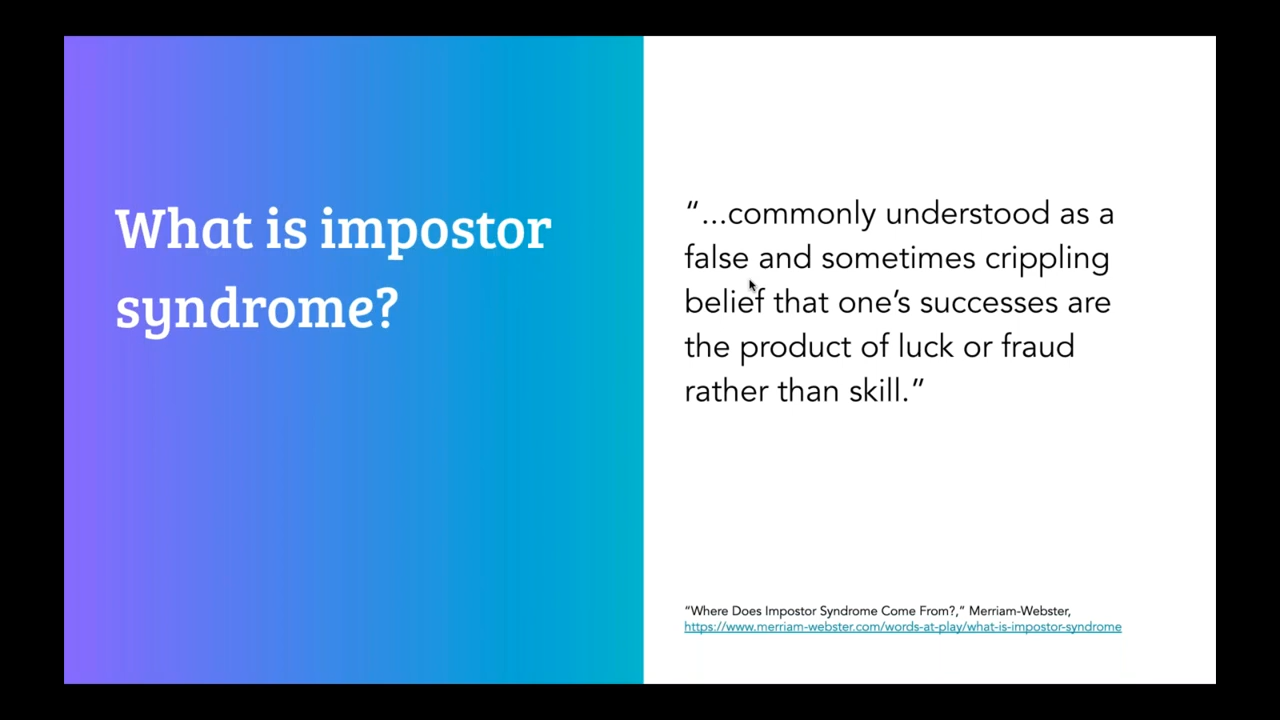 What is impostor
syndrome?
“...commonly understood as a
false and sometimes crippling
belief that one’s successes are
the product of luck or fraud
rather than skill.”
“Where Does Impostor Syndrome Come From?,” Merriam-Webster,
https://www.merriam-webster.com/words-at-play/what-is-impostor-syndrome